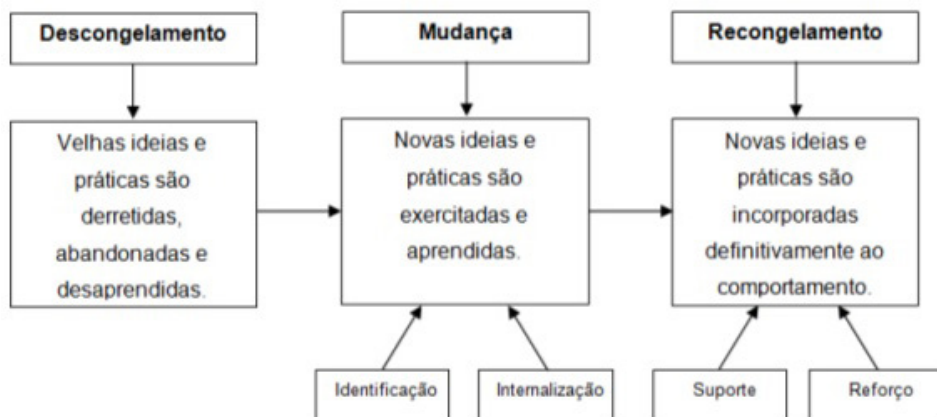 Descongelamento
Mudança
Recongelamento
Velhas ideias e
práticas são
derretidas,
abandonadas e
desaprendidas.
Novas ideias e
práticas são
exercitadas e
aprendidas.
Novas ideias e
práticas são
incorporadas
definitivamente ao
comportamento.
Identificação
Internalização
Suporte
Reforço